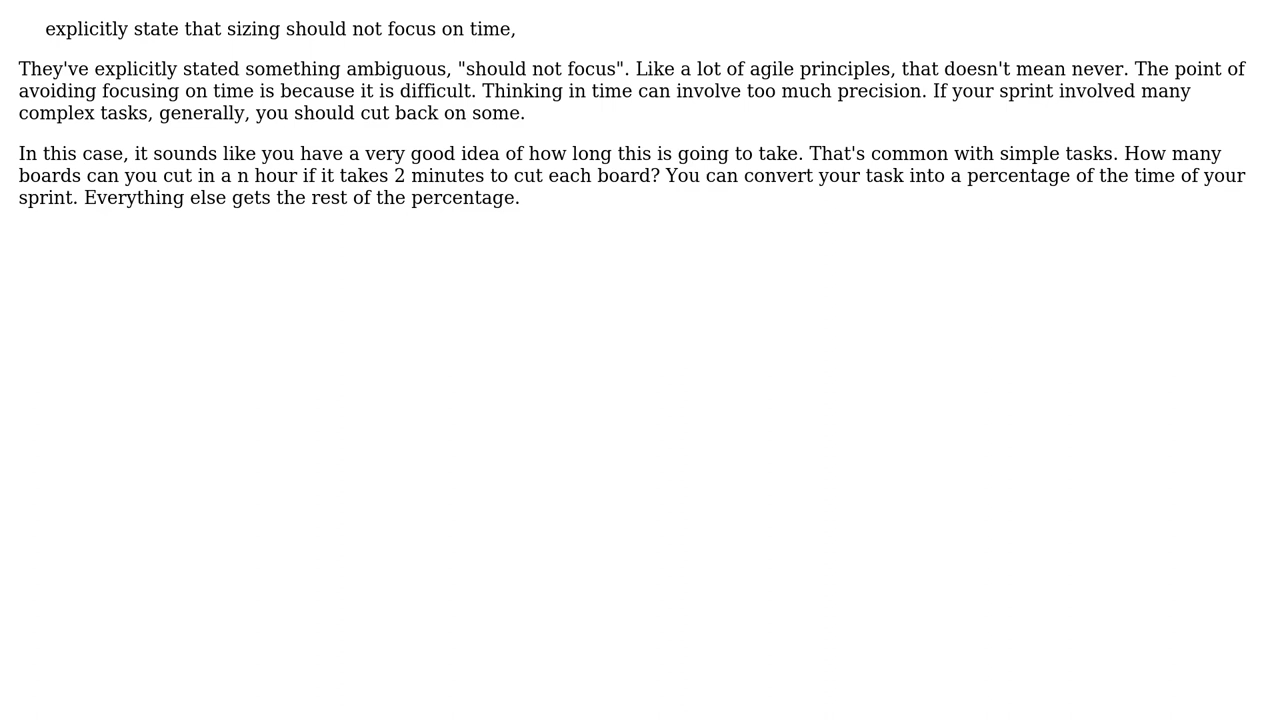 explicitly state that sizing should not focus on time,
They've explicitly stated something ambiguous, "should not focus". Like a lot of agile principles, that doesn't mean never. The point of
avoiding focusing on time is because it is difficult. Thinking in time can involve too much precision. If your sprint involved many
complex tasks, generally, you should cut back on some.
In this case, it sounds like you have a very good idea of how long this is going to take. That's common with simple tasks. How many
boards can you cut in a n hour if it takes 2 minutes to cut each board? You can convert your task into a percentage of the time of your
sprint. Everything else gets the rest of the percentage.